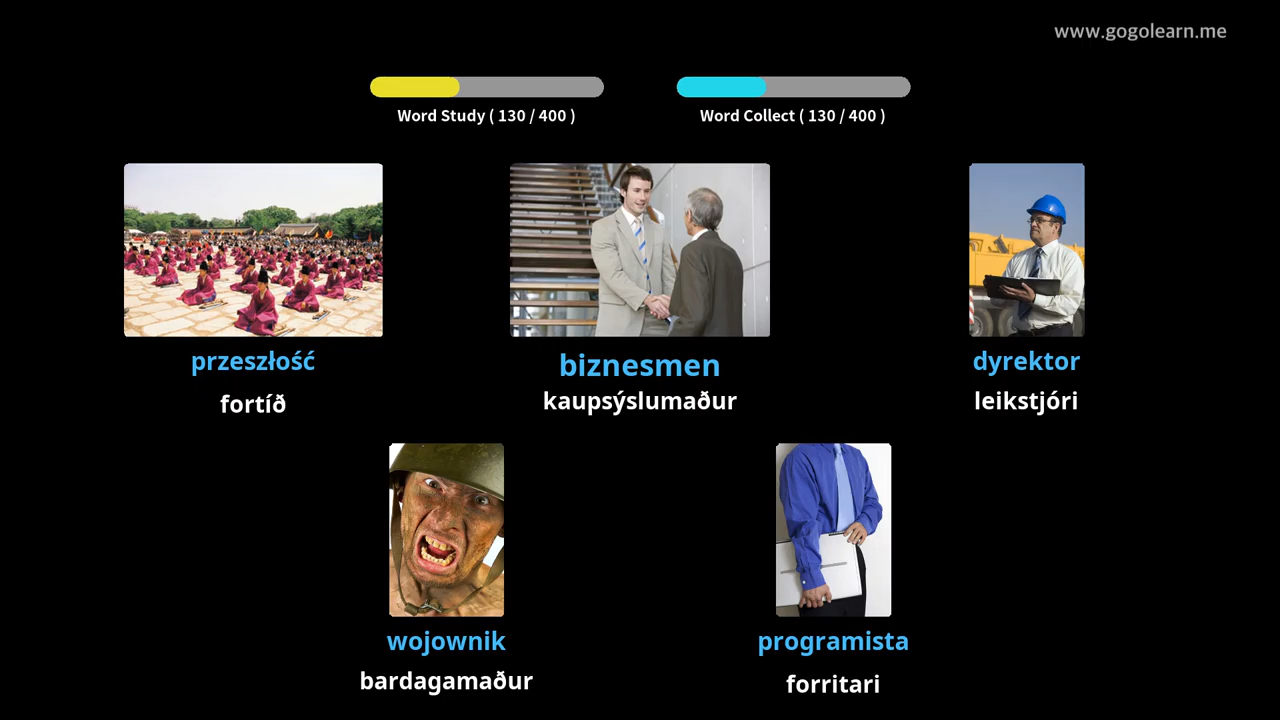 www.gogolearn.me
Word Study ( 130 / 400 )
Word Collect ( 130 / 400 )
przeszłość
fortíð
biznesmen
kaupsýslumaður
dyrektor
leikstjóri
wojownik
bardagamaður
programista
forritari